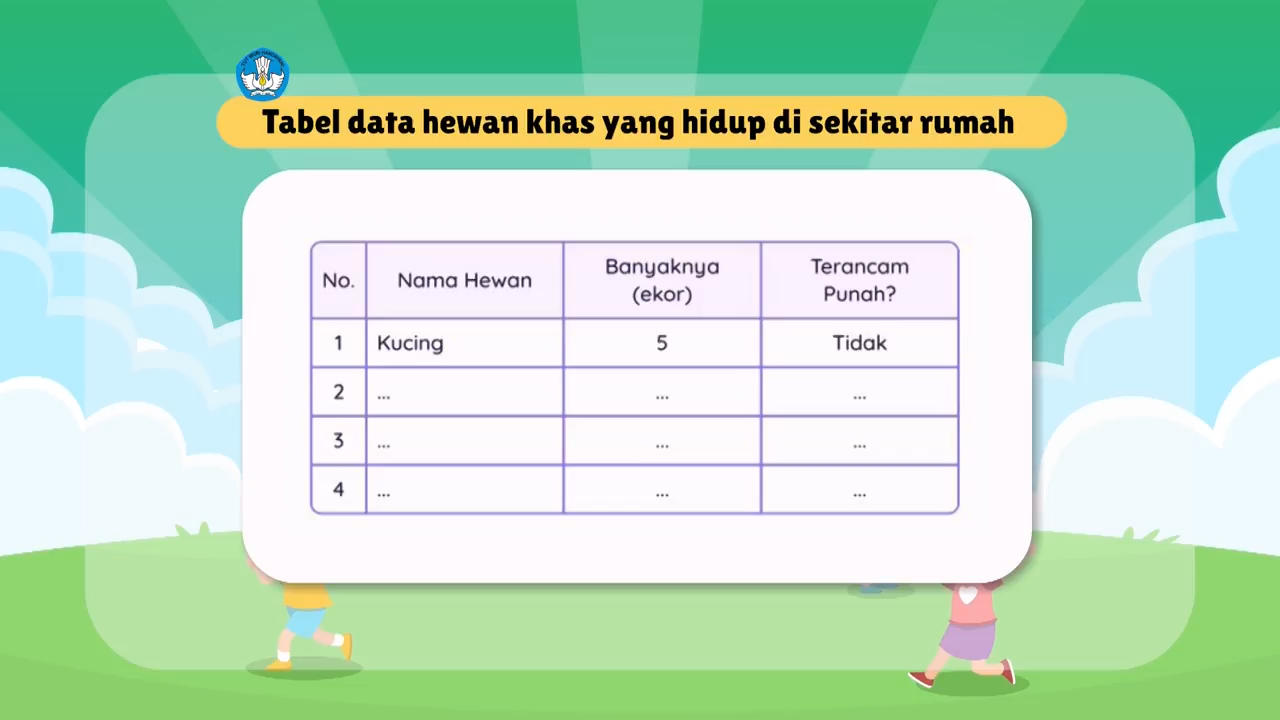 Tabel data hewan khas yang hidup di sekitar rumah
No. Nama Hewan Banyaknya (ekor) Terancam Punah?
1 Kucing 5 Tidak
2 ... ... ...
3 ... ... ...
4 ... ... ...